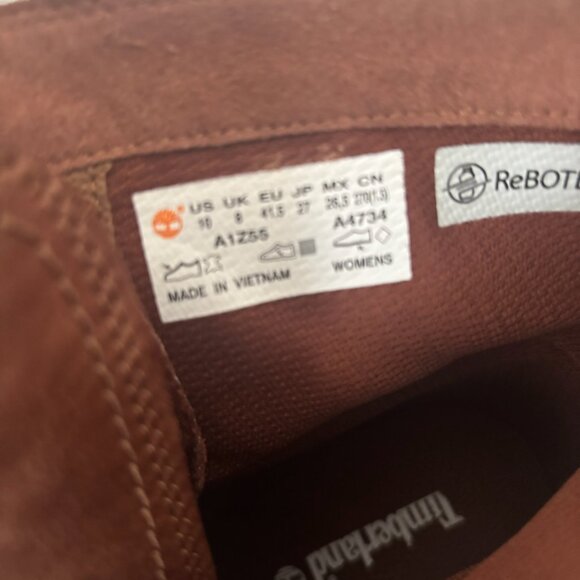 US UK EU JP MX CN
10 8 41.5 27 26.5 270(1.5)
A1Z5S A4734
MADE IN VIETNAM WOMENS
ReBOTL
Timberland